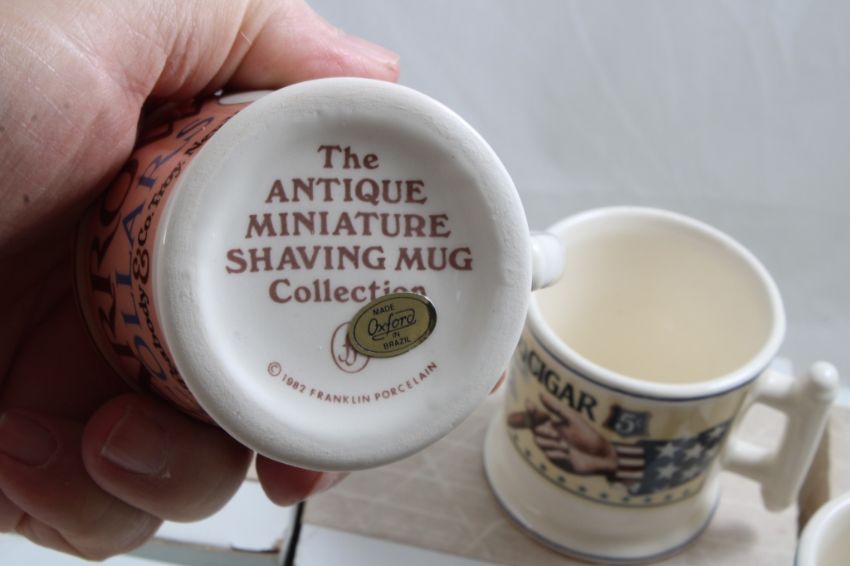 The
ANTIQUE
MINIATURE
SHAVING MUG
Collection
MADE
Oxford
IN
BRAZIL
© 1982 FRANKLIN PORCELAIN
CIGAR
5¢